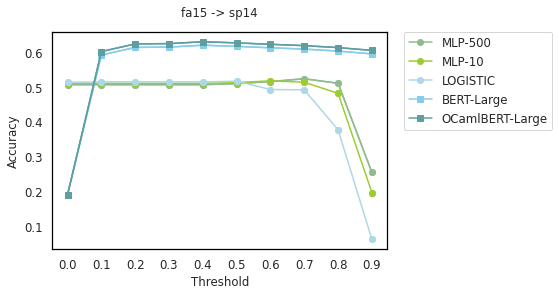 fa15 -> sp14
0.6
0.5
0.4
0.3
0.2
0.1
Accuracy
0.0 0.1 0.2 0.3 0.4 0.5 0.6 0.7 0.8 0.9
Threshold
MLP-500
MLP-10
LOGISTIC
BERT-Large
OCamlBERT-Large